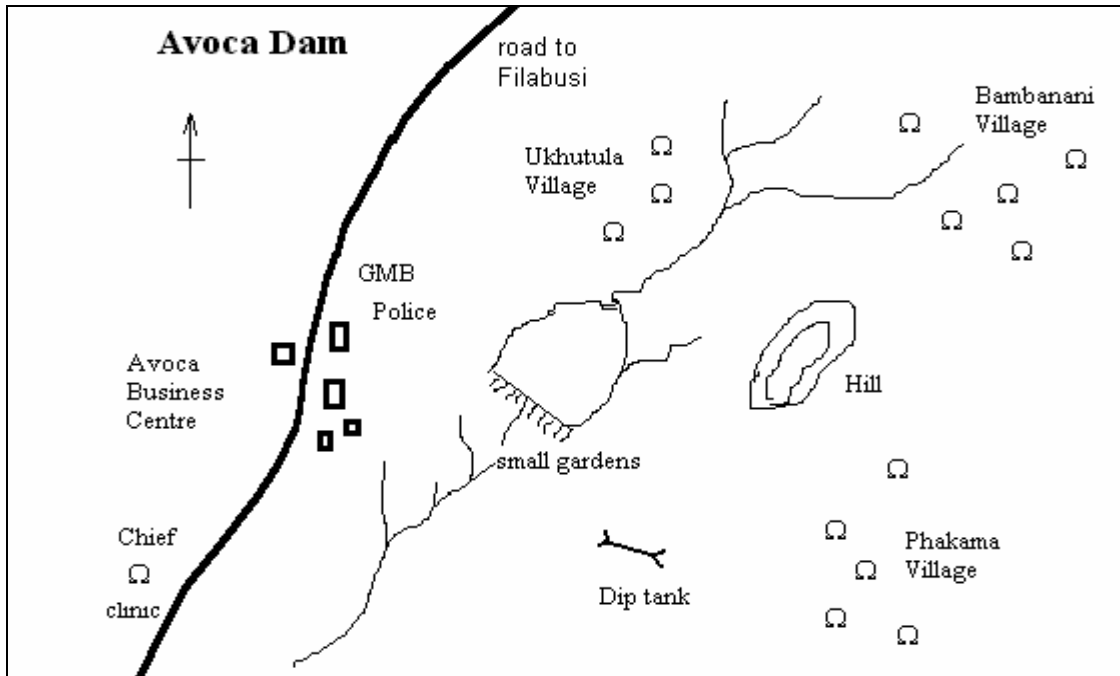 Avoca Dam
road to
Filabusi
Bambanani
Village
Ukhutula
Village
GMB
Police
Avoca
Business
Centre
Hill
small gardens
Chief
clinic
Dip tank
Phakama
Village